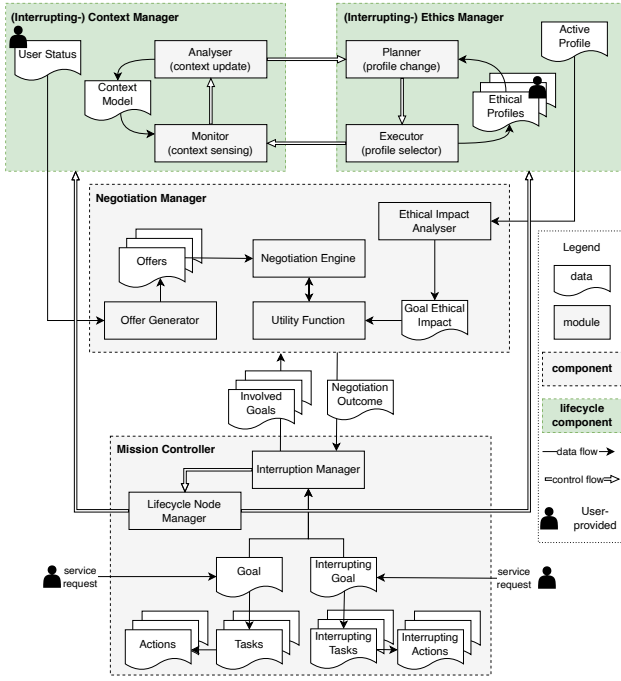 (Interrupting-) Context Manager
(Interrupting-) Ethics Manager
User Status
Analyser
(context update)
Context
Model
Monitor
(context sensing)
Planner
(profile change)
Ethical
Profiles
Executor
(profile selector)
Active
Profile
Negotiation Manager
Ethical Impact
Analyser
Offers
Negotiation Engine
Offer Generator
Utility Function
Goal Ethical
Impact
Legend
data
module
component
lifecycle
component
data flow
control flow
User-
provided
Involved
Goals
Negotiation
Outcome
Mission Controller
Interruption Manager
Lifecycle Node
Manager
service
request
Goal
Interrupting
Goal
service
request
Actions
Tasks
Interrupting
Tasks
Interrupting
Actions